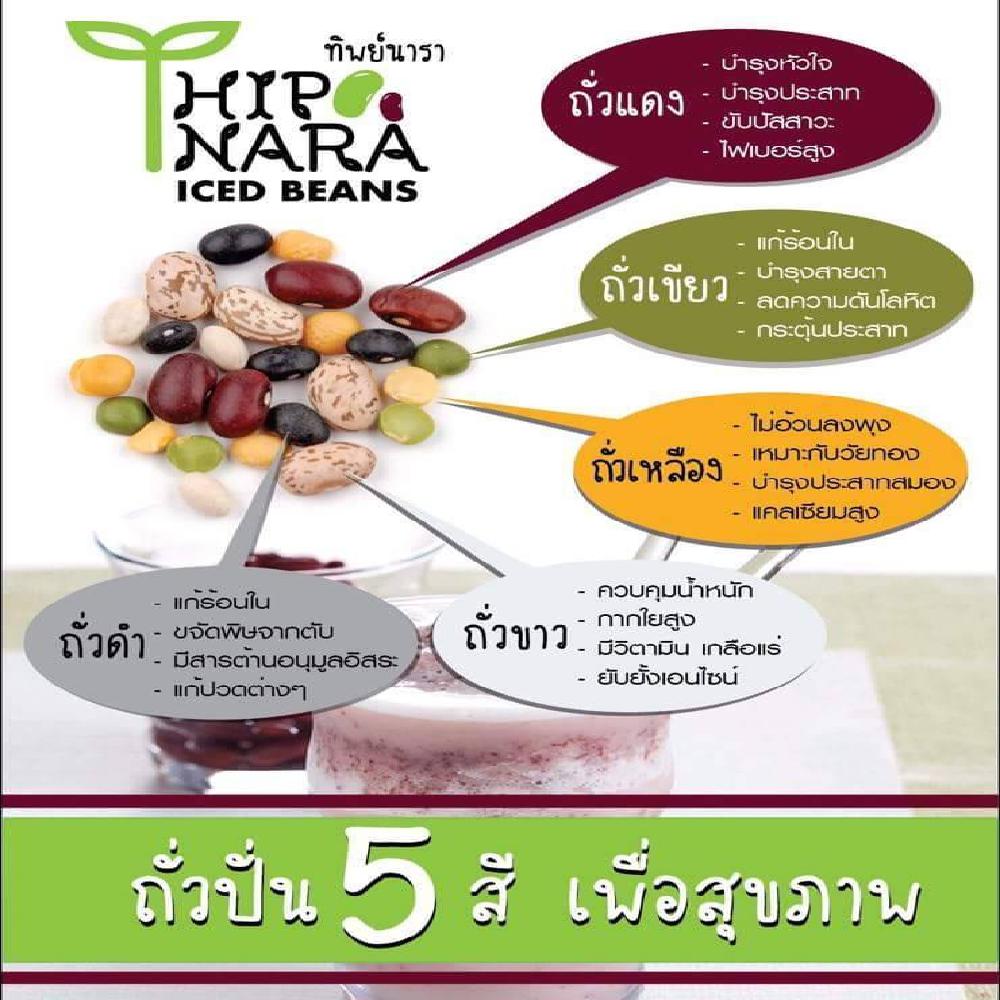 ทิพย์นารา
THIP
NARA
ICED BEANS
ถั่วแดง
- บำรุงหัวใจ
- บำรุงประสาท
- ขับปัสสาวะ
- ไฟเบอร์สูง
ถั่วเขียว
- แก้ร้อนใน
- บำรุงสายตา
- ลดความดันโลหิต
- กระตุ้นประสาท
ถั่วเหลือง
- ไม่อ้วนลงพุง
- เหมาะกับวัยทอง
- บำรุงประสาทสมอง
- แคลเซียมสูง
ถั่วดำ
- แก้ร้อนใน
- ขจัดพิษจากตับ
- มีสารต้านอนุมูลอิสระ
- แก้ปวดต่างๆ
ถั่วขาว
- ควบคุมน้ำหนัก
- กากใยสูง
- มีวิตามิน เกลือแร่
- ยับยั้งเอนไซน์
ถั่วปั่น 5 สี เพื่อสุขภาพ